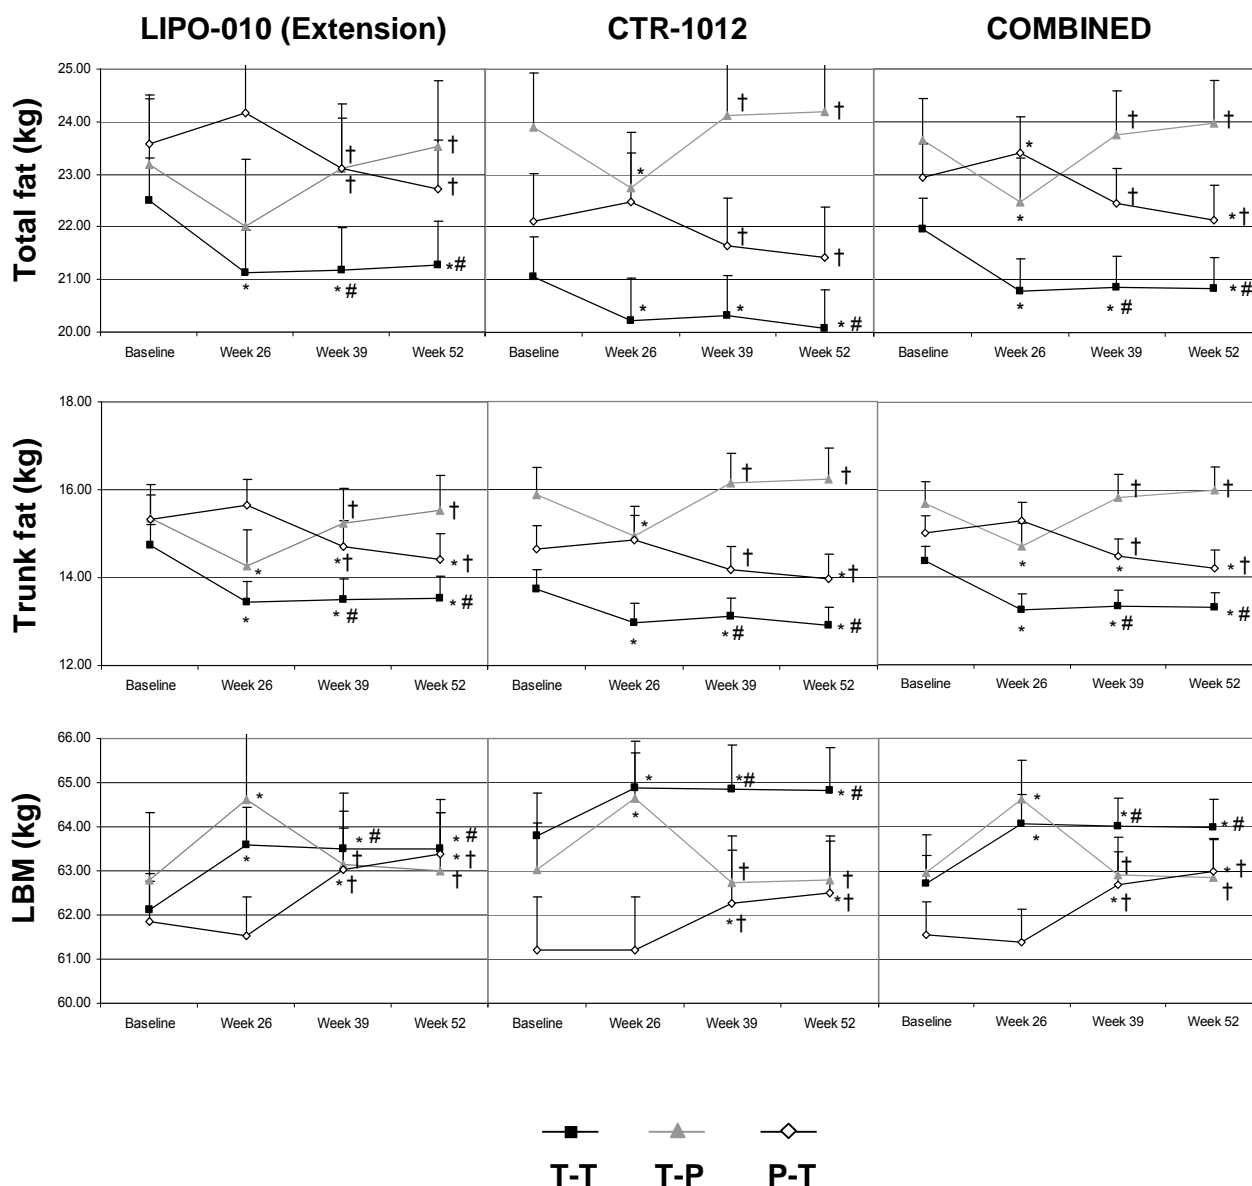 LIPO-010 (Extension) CTR-1012 COMBINED
Total fat (kg)
25.00
24.00
23.00
22.00
21.00
20.00
† † † † * # * * #
* † † † † * * * * #
* † † † * † * * # * #
Baseline Week 26 Week 39 Week 52 Baseline Week 26 Week 39 Week 52 Baseline Week 26 Week 39 Week 52
Trunk fat (kg)
18.00
16.00
14.00
12.00
† † * *† * † * * # * #
† † * † *† * * # * #
† † * † * * † * * # * #
Baseline Week 26 Week 39 Week 52 Baseline Week 26 Week 39 Week 52 Baseline Week 26 Week 39 Week 52
LBM (kg)
66.00
65.00
64.00
63.00
62.00
61.00
60.00
* * * # * # † * † * † †
* * *# * # † † * † *†
* * *# * # † * † * † †
Baseline Week 26 Week 39 Week 52 Baseline Week 26 Week 39 Week 52 Baseline Week 26 Week 39 Week 52
T-T T-P P-T